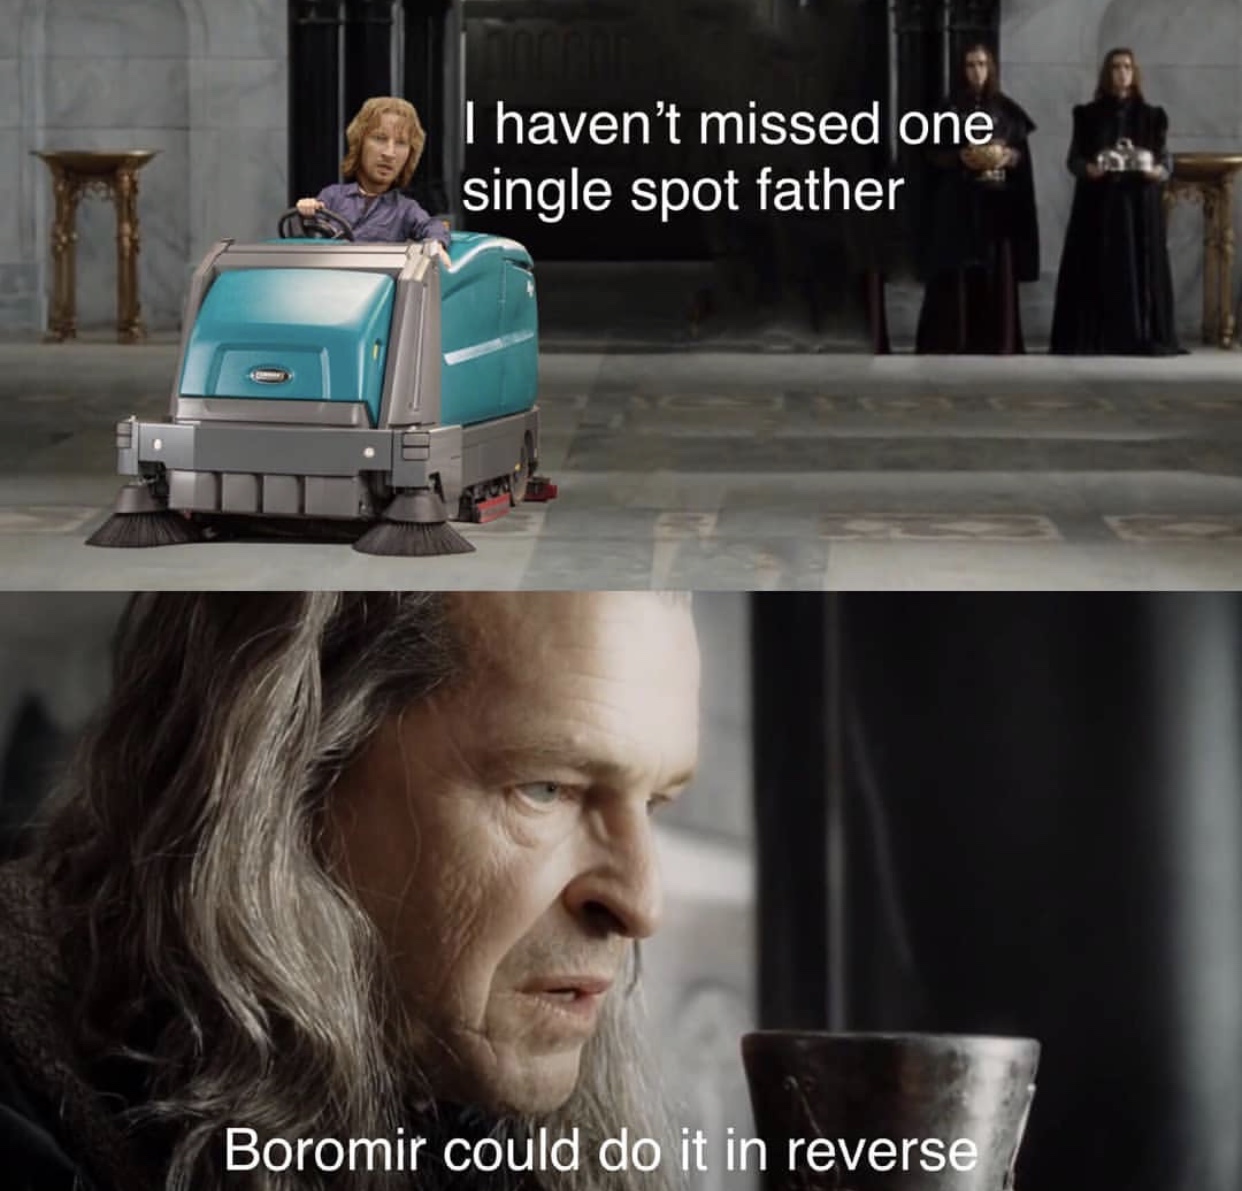 I haven't missed one
single spot father
Boromir could do it in reverse